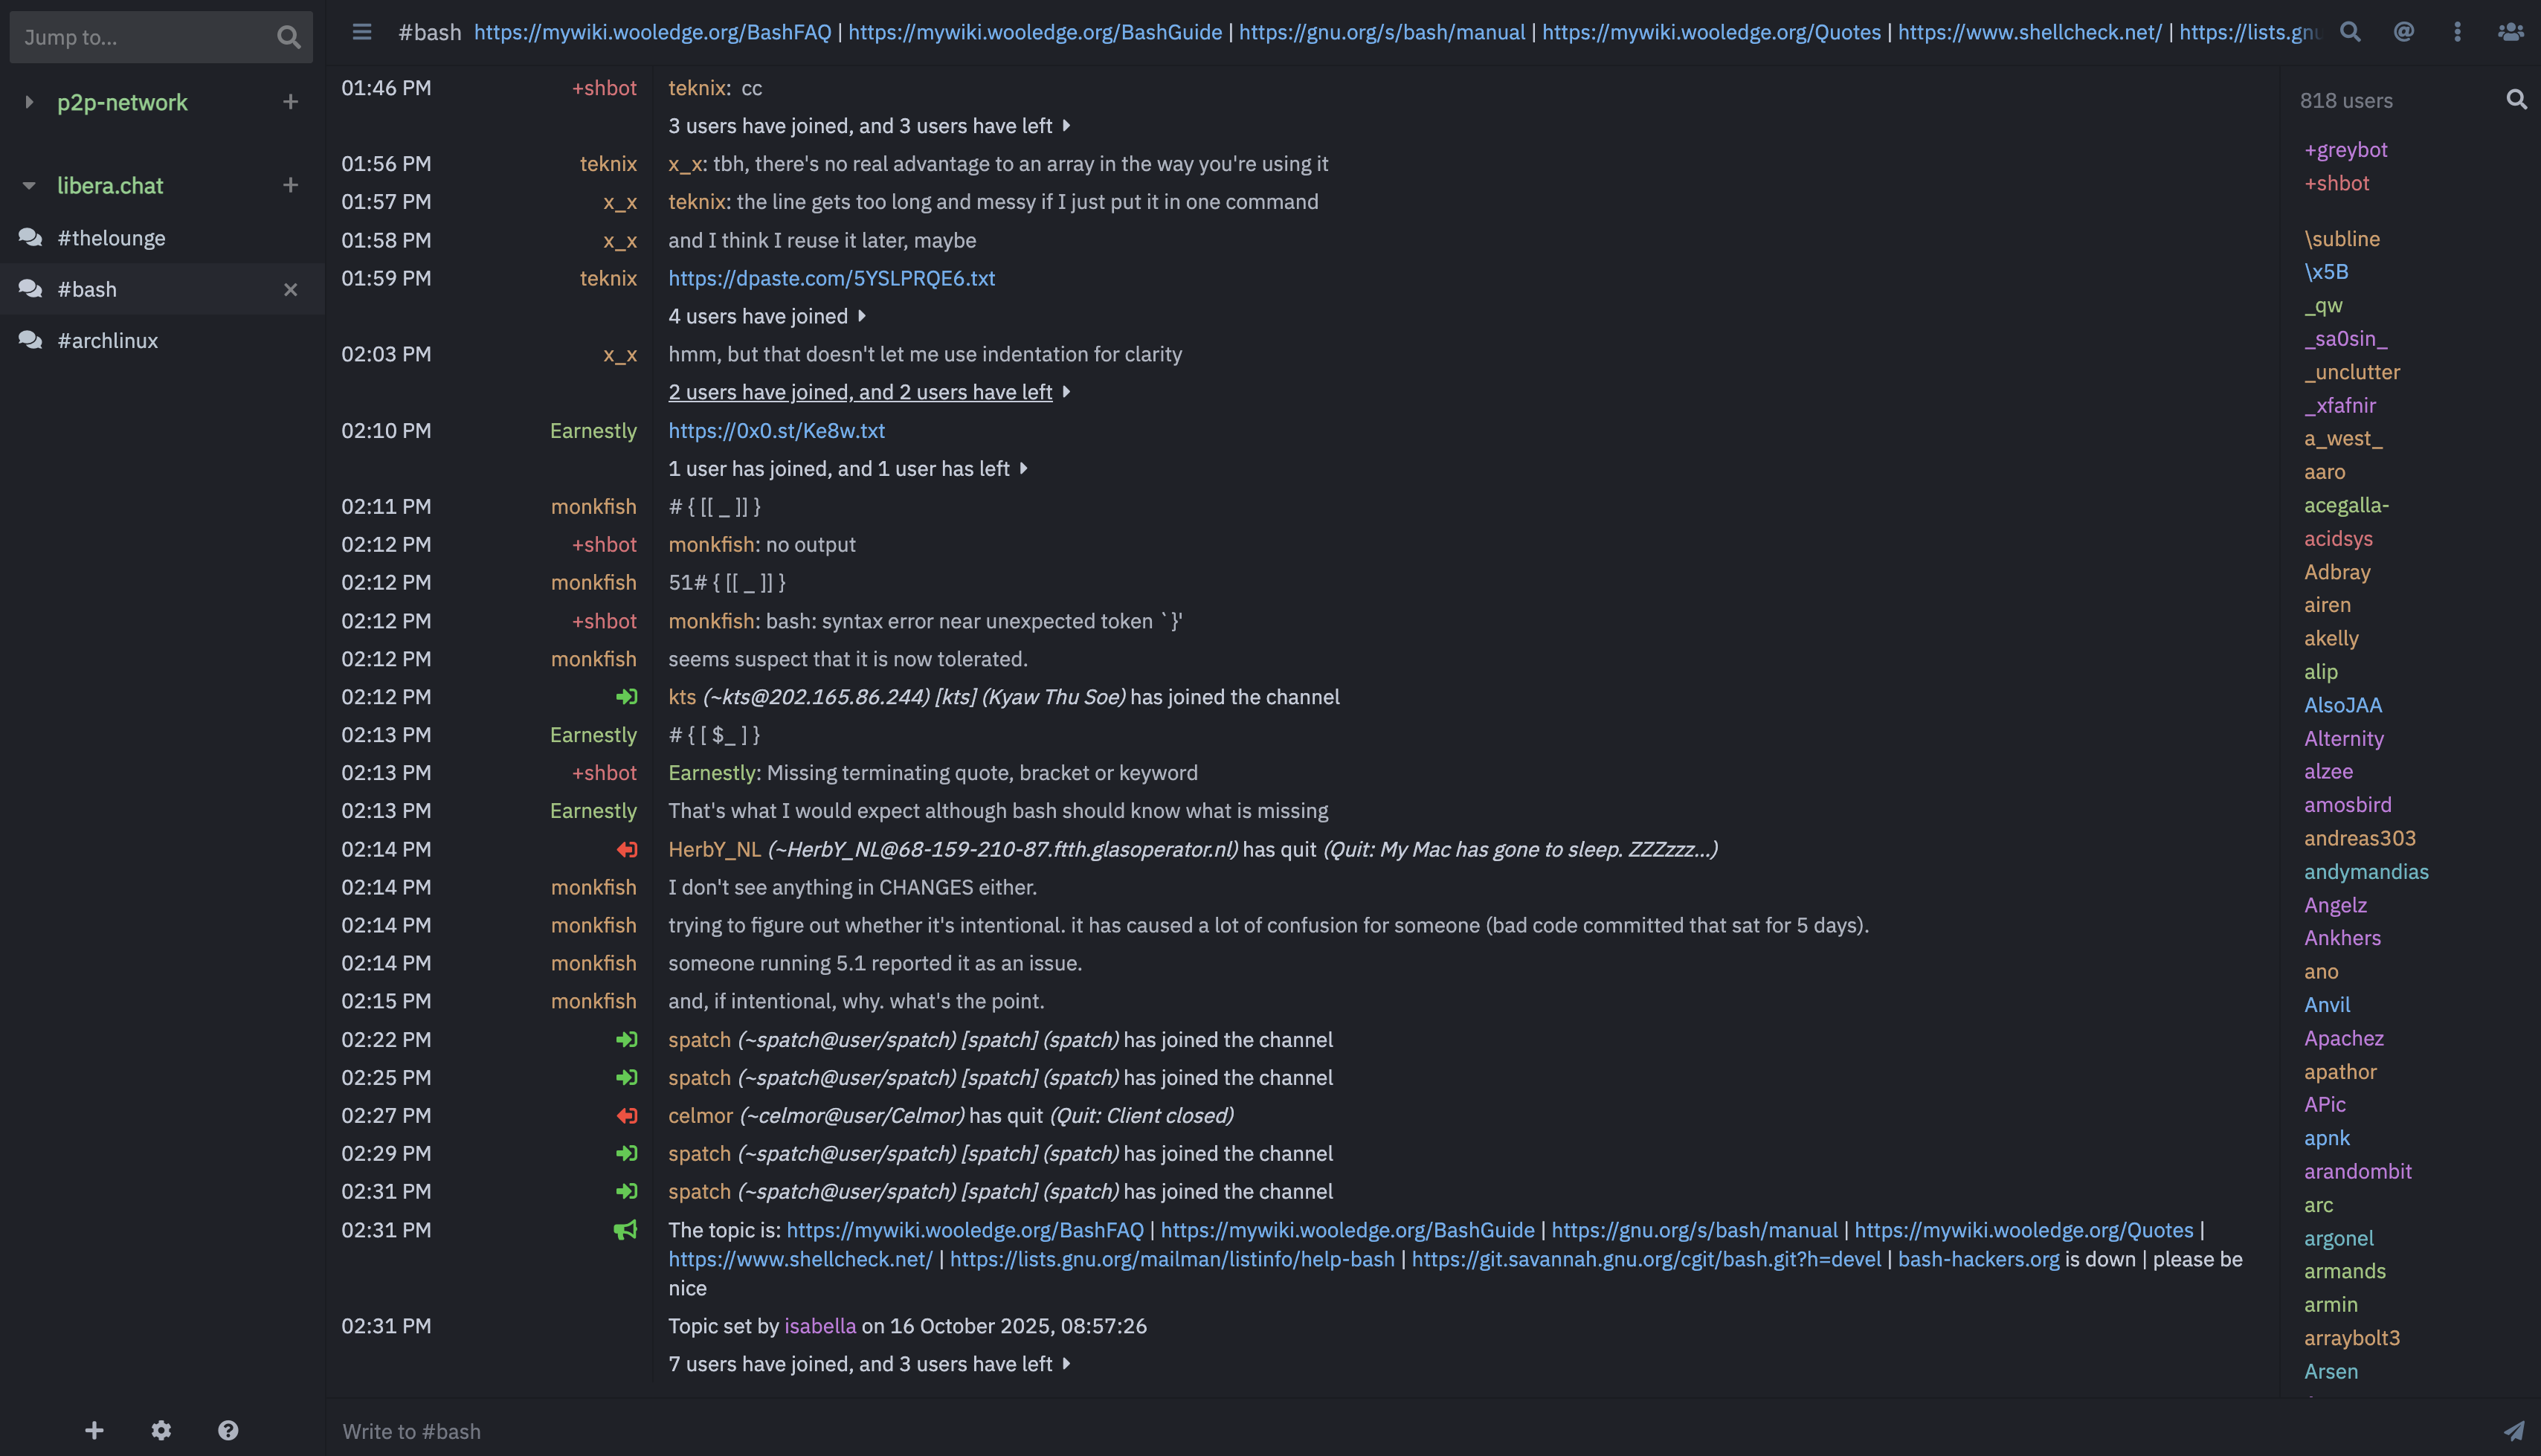 Jump to...
p2p-network
libera.chat
#thelounge
#bash
#archlinux
#bash https://mywiki.wooledge.org/BashFAQ | https://mywiki.wooledge.org/BashGuide | https://gnu.org/s/bash/manual | https://mywiki.wooledge.org/Quotes | https://www.shellcheck.net/ | https://lists.gnu
01:46 PM +shbot teknix: cc
3 users have joined, and 3 users have left
01:56 PM teknix x_x: tbh, there's no real advantage to an array in the way you're using it
01:57 PM x_x teknix: the line gets too long and messy if I just put it in one command
01:58 PM x_x and I think I reuse it later, maybe
01:59 PM teknix https://dpaste.com/5YSLPRQE6.txt
4 users have joined
02:03 PM x_x hmm, but that doesn't let me use indentation for clarity
2 users have joined, and 2 users have left
02:10 PM Earnestly https://0x0.st/Ke8w.txt
1 user has joined, and 1 user has left
02:11 PM monkfish # { [[ _ ]] }
02:12 PM +shbot monkfish: no output
02:12 PM monkfish 51# { [[ _ ]] }
02:12 PM +shbot monkfish: bash: syntax error near unexpected token `}'
02:12 PM monkfish seems suspect that it is now tolerated.
02:12 PM kts (~kts@202.165.86.244) [kts] (Kyaw Thu Soe) has joined the channel
02:13 PM Earnestly # { [ $_ ] }
02:13 PM +shbot Earnestly: Missing terminating quote, bracket or keyword
02:13 PM Earnestly That's what I would expect although bash should know what is missing
02:14 PM HerbY_NL (~HerbY_NL@68-159-210-87.ftth.glasoperator.nl) has quit (Quit: My Mac has gone to sleep. ZZZzzz…)
02:14 PM monkfish I don't see anything in CHANGES either.
02:14 PM monkfish trying to figure out whether it's intentional. it has caused a lot of confusion for someone (bad code committed that sat for 5 days).
02:14 PM monkfish someone running 5.1 reported it as an issue.
02:15 PM monkfish and, if intentional, why. what's the point.
02:22 PM spatch (~spatch@user/spatch) [spatch] (spatch) has joined the channel
02:25 PM spatch (~spatch@user/spatch) [spatch] (spatch) has joined the channel
02:27 PM celmor (~celmor@user/Celmor) has quit (Quit: Client closed)
02:29 PM spatch (~spatch@user/spatch) [spatch] (spatch) has joined the channel
02:31 PM spatch (~spatch@user/spatch) [spatch] (spatch) has joined the channel
02:31 PM The topic is: https://mywiki.wooledge.org/BashFAQ | https://mywiki.wooledge.org/BashGuide | https://gnu.org/s/bash/manual | https://mywiki.wooledge.org/Quotes |
https://www.shellcheck.net/ | https://lists.gnu.org/mailman/listinfo/help-bash | https://git.savannah.gnu.org/cgit/bash.git?h=devel | bash-hackers.org is down | please be
nice
02:31 PM Topic set by isabella on 16 October 2025, 08:57:26
7 users have joined, and 3 users have left
Write to #bash
818 users
+greybot
+shbot
\subline
\x5B
_qw
_sa0sin_
_unclutter
_xfafnir
a_west_
aaro
acegalla-
acidsys
Adbray
airen
akelly
alip
AlsoJAA
Alternity
alzee
amosbird
andreas303
andymandias
Angelz
Ankhers
ano
Anvil
Apachez
apathor
APic
apnk
arandombit
arc
argonel
armands
armin
arraybolt3
Arsen